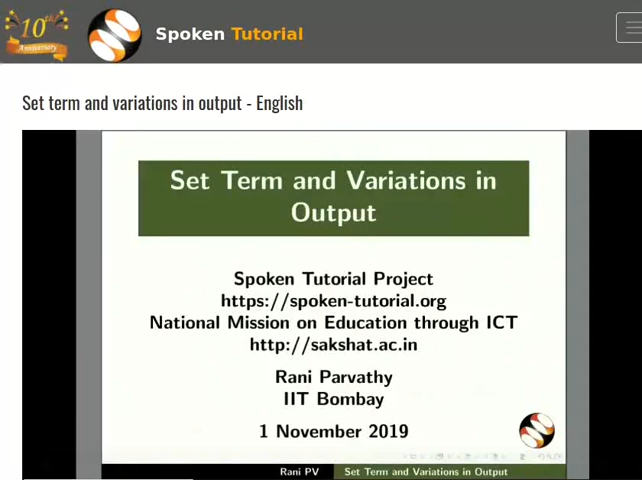 10th
Anniversary
Spoken Tutorial
Set term and variations in output - English
Set Term and Variations in
Output
Spoken Tutorial Project
https://spoken-tutorial.org
National Mission on Education through ICT
http://sakshat.ac.in
Rani Parvathy
IIT Bombay
1 November 2019
Rani PV Set Term and Variations in Output